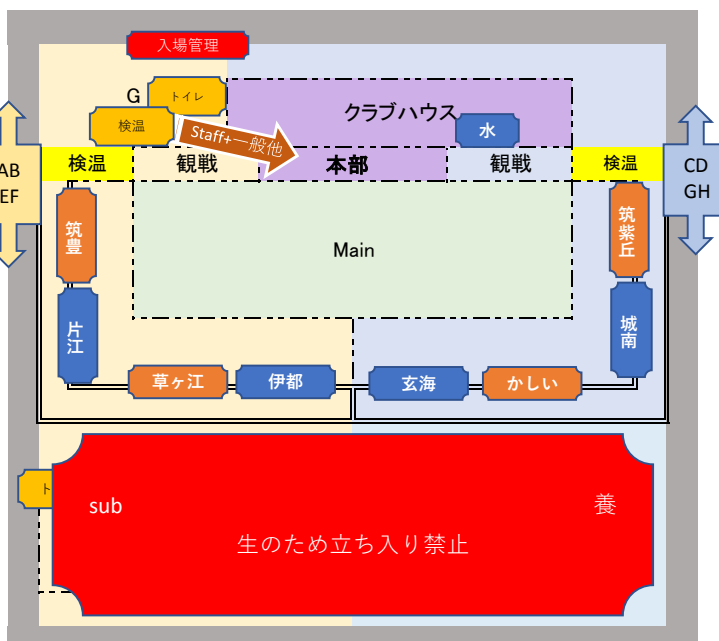 入場管理
G
トイレ
クラブハウス
検温
Staff+一般他
水
検温
観戦
本部
観戦
検温
AB
EF
CD
GH
筑豊
筑紫丘
Main
片江
城南
草ヶ江
伊都
玄海
かしい
ト
sub
養
生のため立ち入り禁止